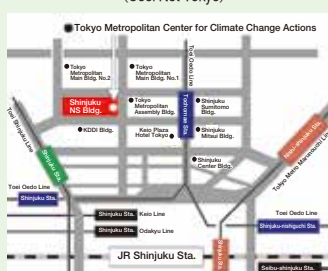 (Cool Net Tokyo)
Tokyo Metropolitan Center for Climate Change Actions
Toei Oedo Line
Tokyo
Metropolitan
Main Bldg. No.2
Tokyo
Metropolitan
Main Bldg. No.1
Shinjuku
NS Bldg.
Tokyo
Metropolitan
Assembly Bldg.
Tochomae Sta.
Shinjuku
Sumitomo
Bldg.
KDDI Bldg.
Keio Plaza
Hotel Tokyo
Shinjuku
Mitsui Bldg.
Toei Shinjuku Line
Shinjuku Sta.
Shinjuku
Center Bldg.
Nishi-shinjuku Sta.
Tokyo Metro Marunouchi Line
Toei Oedo Line
Shinjuku Sta.
Shinjuku Sta.
Keio Line
Toei Oedo Line
Shinjuku Sta.
Odakyu Line
Shinjuku-nishiguchi Sta.
JR Shinjuku Sta.
Shinjuku Sta.
Seibu-shinjuku Sta.